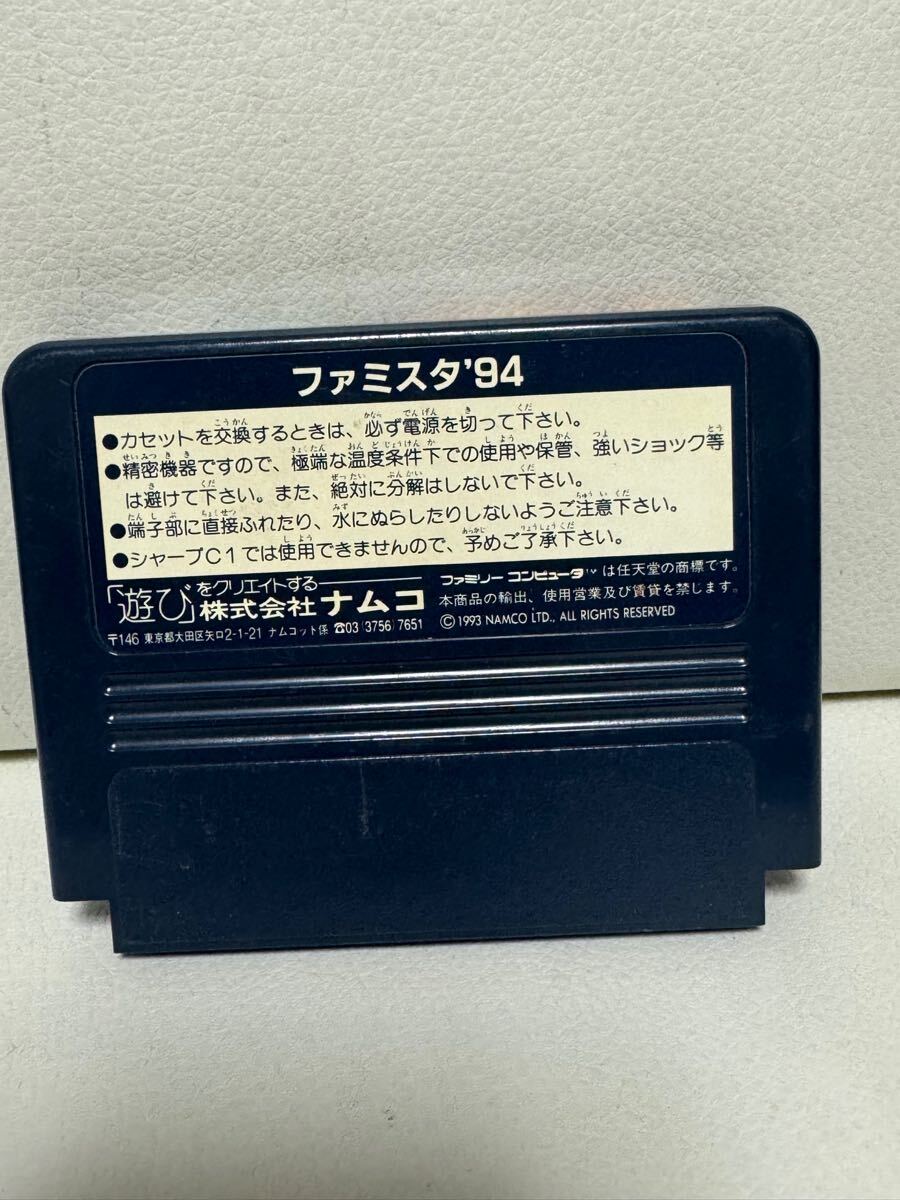 ファミスタ'94
●カセットを交換するときは、必ず電源を切って下さい。
●精密機器ですので、極端な温度条件下での使用や保管、強いショック等
は避けて下さい。また、絶対に分解はしないで下さい。
●端子部に直接ふれたり、水にぬらしたりしないようご注意下さい。
●シャープC1では使用できませんので、予めご了承下さい。
「遊び」をクリエイトする
株式会社ナムコ
〒146 東京都大田区矢口2-1-21 ナムコット係 ☎03(3756)7651
ファミリーコンピュータ™は任天堂の商標です。
本商品の輸出、使用営業及び賃貸を禁じます。
©1993 NAMCO LTD., ALL RIGHTS RESERVED